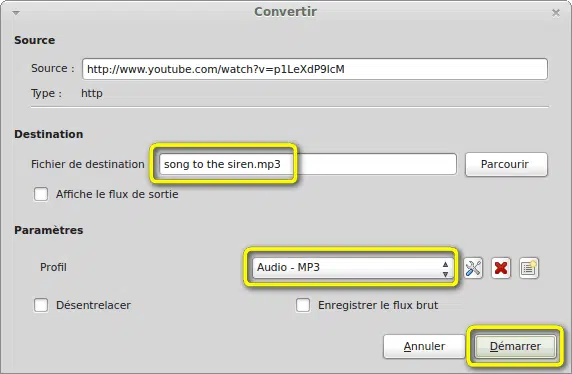 Convertir
Source
Source : http://www.youtube.com/watch?v=p1LeXdP9IcM
Type : http
Destination
Fichier de destination song to the siren.mp3 Parcourir
Affiche le flux de sortie
Paramètres
Profil Audio - MP3
Désentrelacer Enregistrer le flux brut
Annuler Démarrer